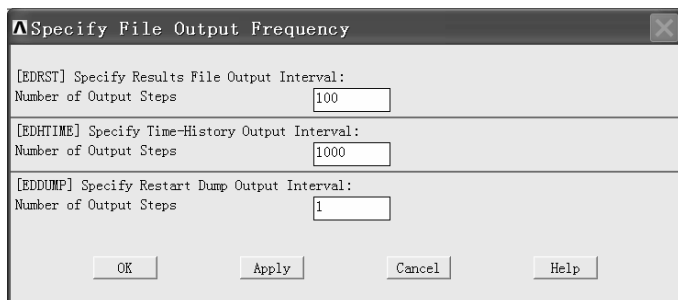 Specify File Output Frequency
[EDRST] Specify Results File Output Interval:
Number of Output Steps 100
[EDHTIME] Specify Time-History Output Interval:
Number of Output Steps 1000
[EDDUMP] Specify Restart Dump Output Interval:
Number of Output Steps 1
OK Apply Cancel Help